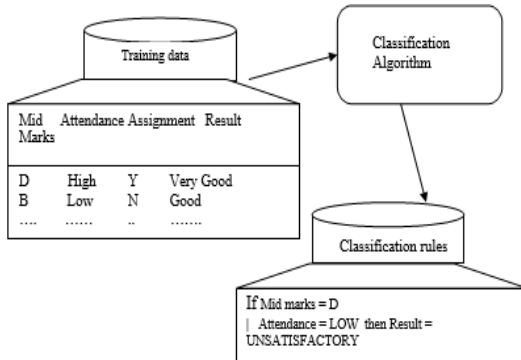 Training data
Classification
Algorithm
Mid Attendance Assignment Result
Marks
D High Y Very Good
B Low N Good
.... ...... .. .......
Classification rules
If Mid marks = D
| Attendance = LOW then Result =
UNSATISFACTORY